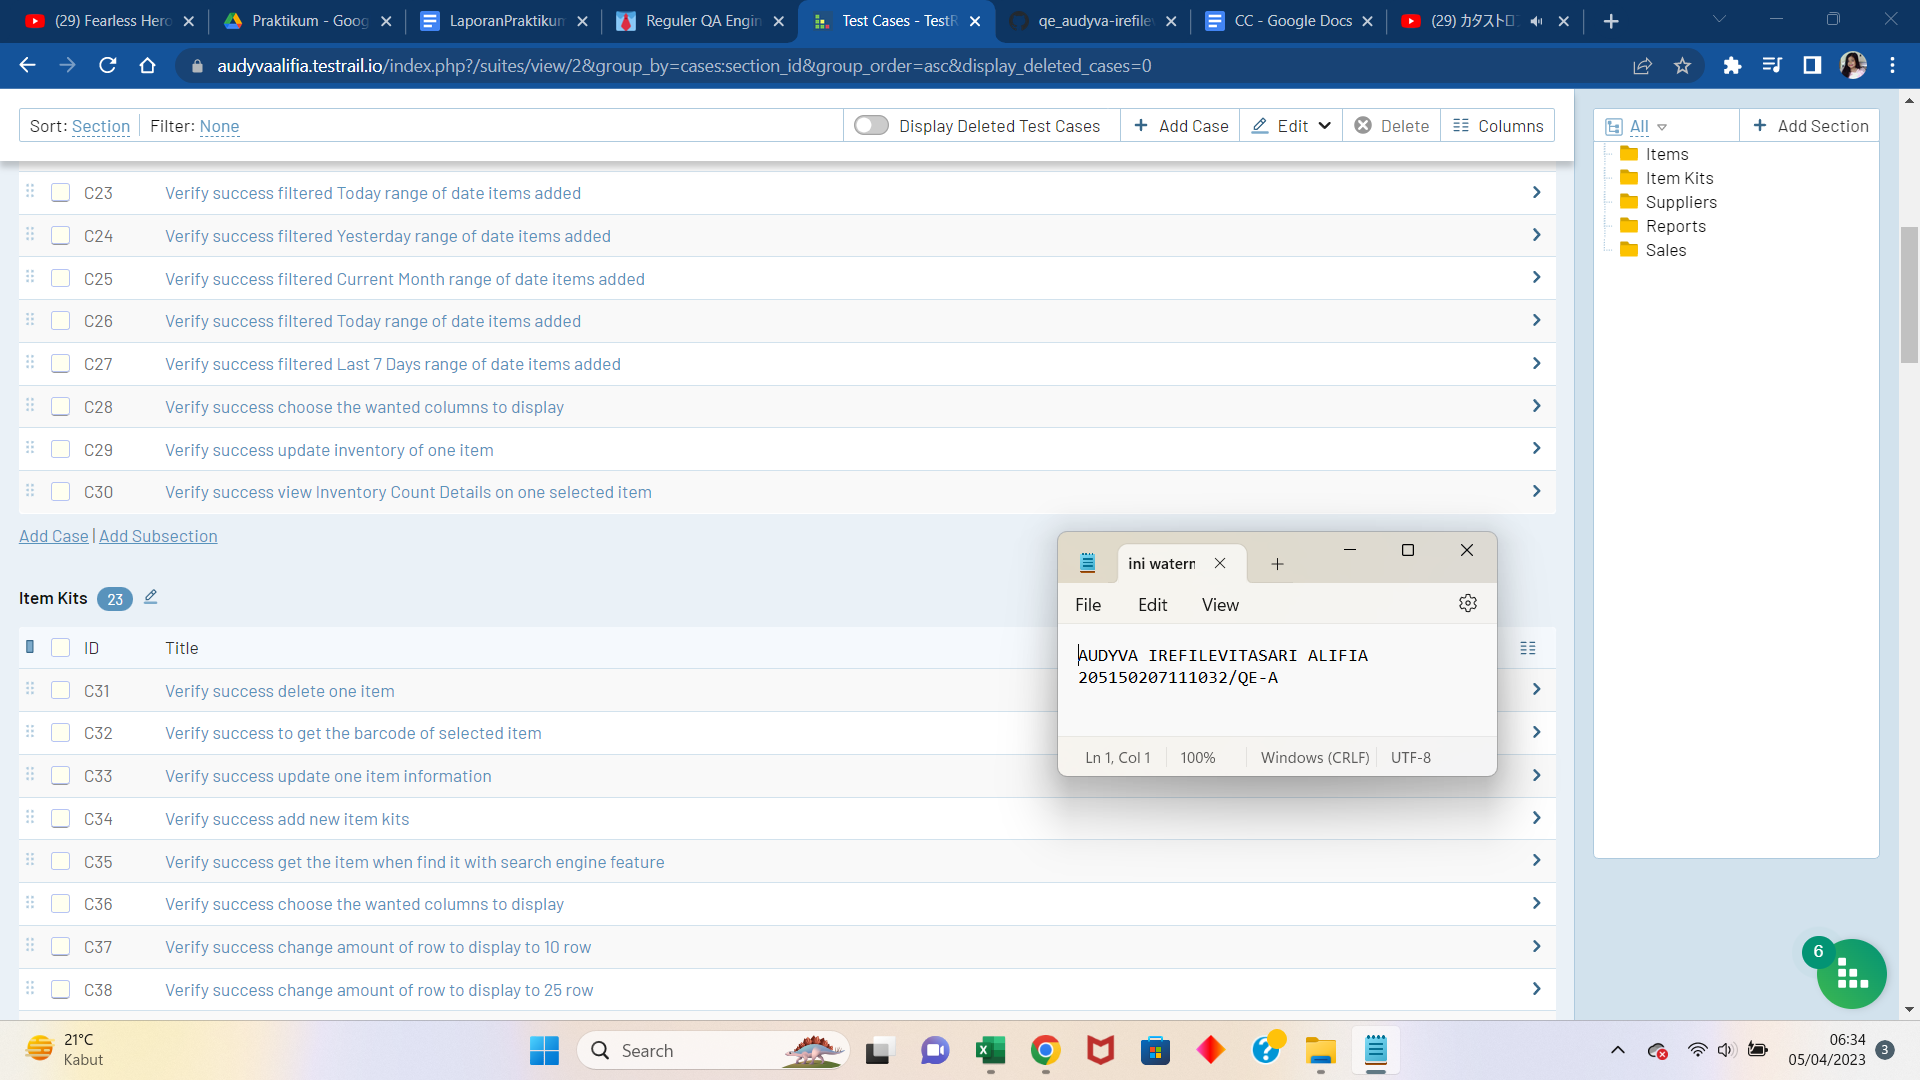 (29) Fearless Hero
Praktikum - Goog
LaporanPraktikum
Reguler QA Engin
Test Cases - TestR
qe_audyva-irefilev
CC - Google Docs
(29) カタストロ
audyvaalifia.testrail.io/index.php?/suites/view/2&group_by=cases:section_id&group_order=asc&display_deleted_cases=0
Sort: Section Filter: None
Display Deleted Test Cases
Add Case
Edit
Delete
Columns
C23 Verify success filtered Today range of date items added
C24 Verify success filtered Yesterday range of date items added
C25 Verify success filtered Current Month range of date items added
C26 Verify success filtered Today range of date items added
C27 Verify success filtered Last 7 Days range of date items added
C28 Verify success choose the wanted columns to display
C29 Verify success update inventory of one item
C30 Verify success view Inventory Count Details on one selected item
Add Case | Add Subsection
Item Kits 23
ID Title
C31 Verify success delete one item
C32 Verify success to get the barcode of selected item
C33 Verify success update one item information
C34 Verify success add new item kits
C35 Verify success get the item when find it with search engine feature
C36 Verify success choose the wanted columns to display
C37 Verify success change amount of row to display to 10 row
C38 Verify success change amount of row to display to 25 row
All
Add Section
Items
Item Kits
Suppliers
Reports
Sales
ini watern
File Edit View
AUDYVA IREFILEVITASARI ALIFIA
205150207111032/QE-A
Ln 1, Col 1 100% Windows (CRLF) UTF-8
6
21°C
Kabut
Search
06:34
05/04/2023
3